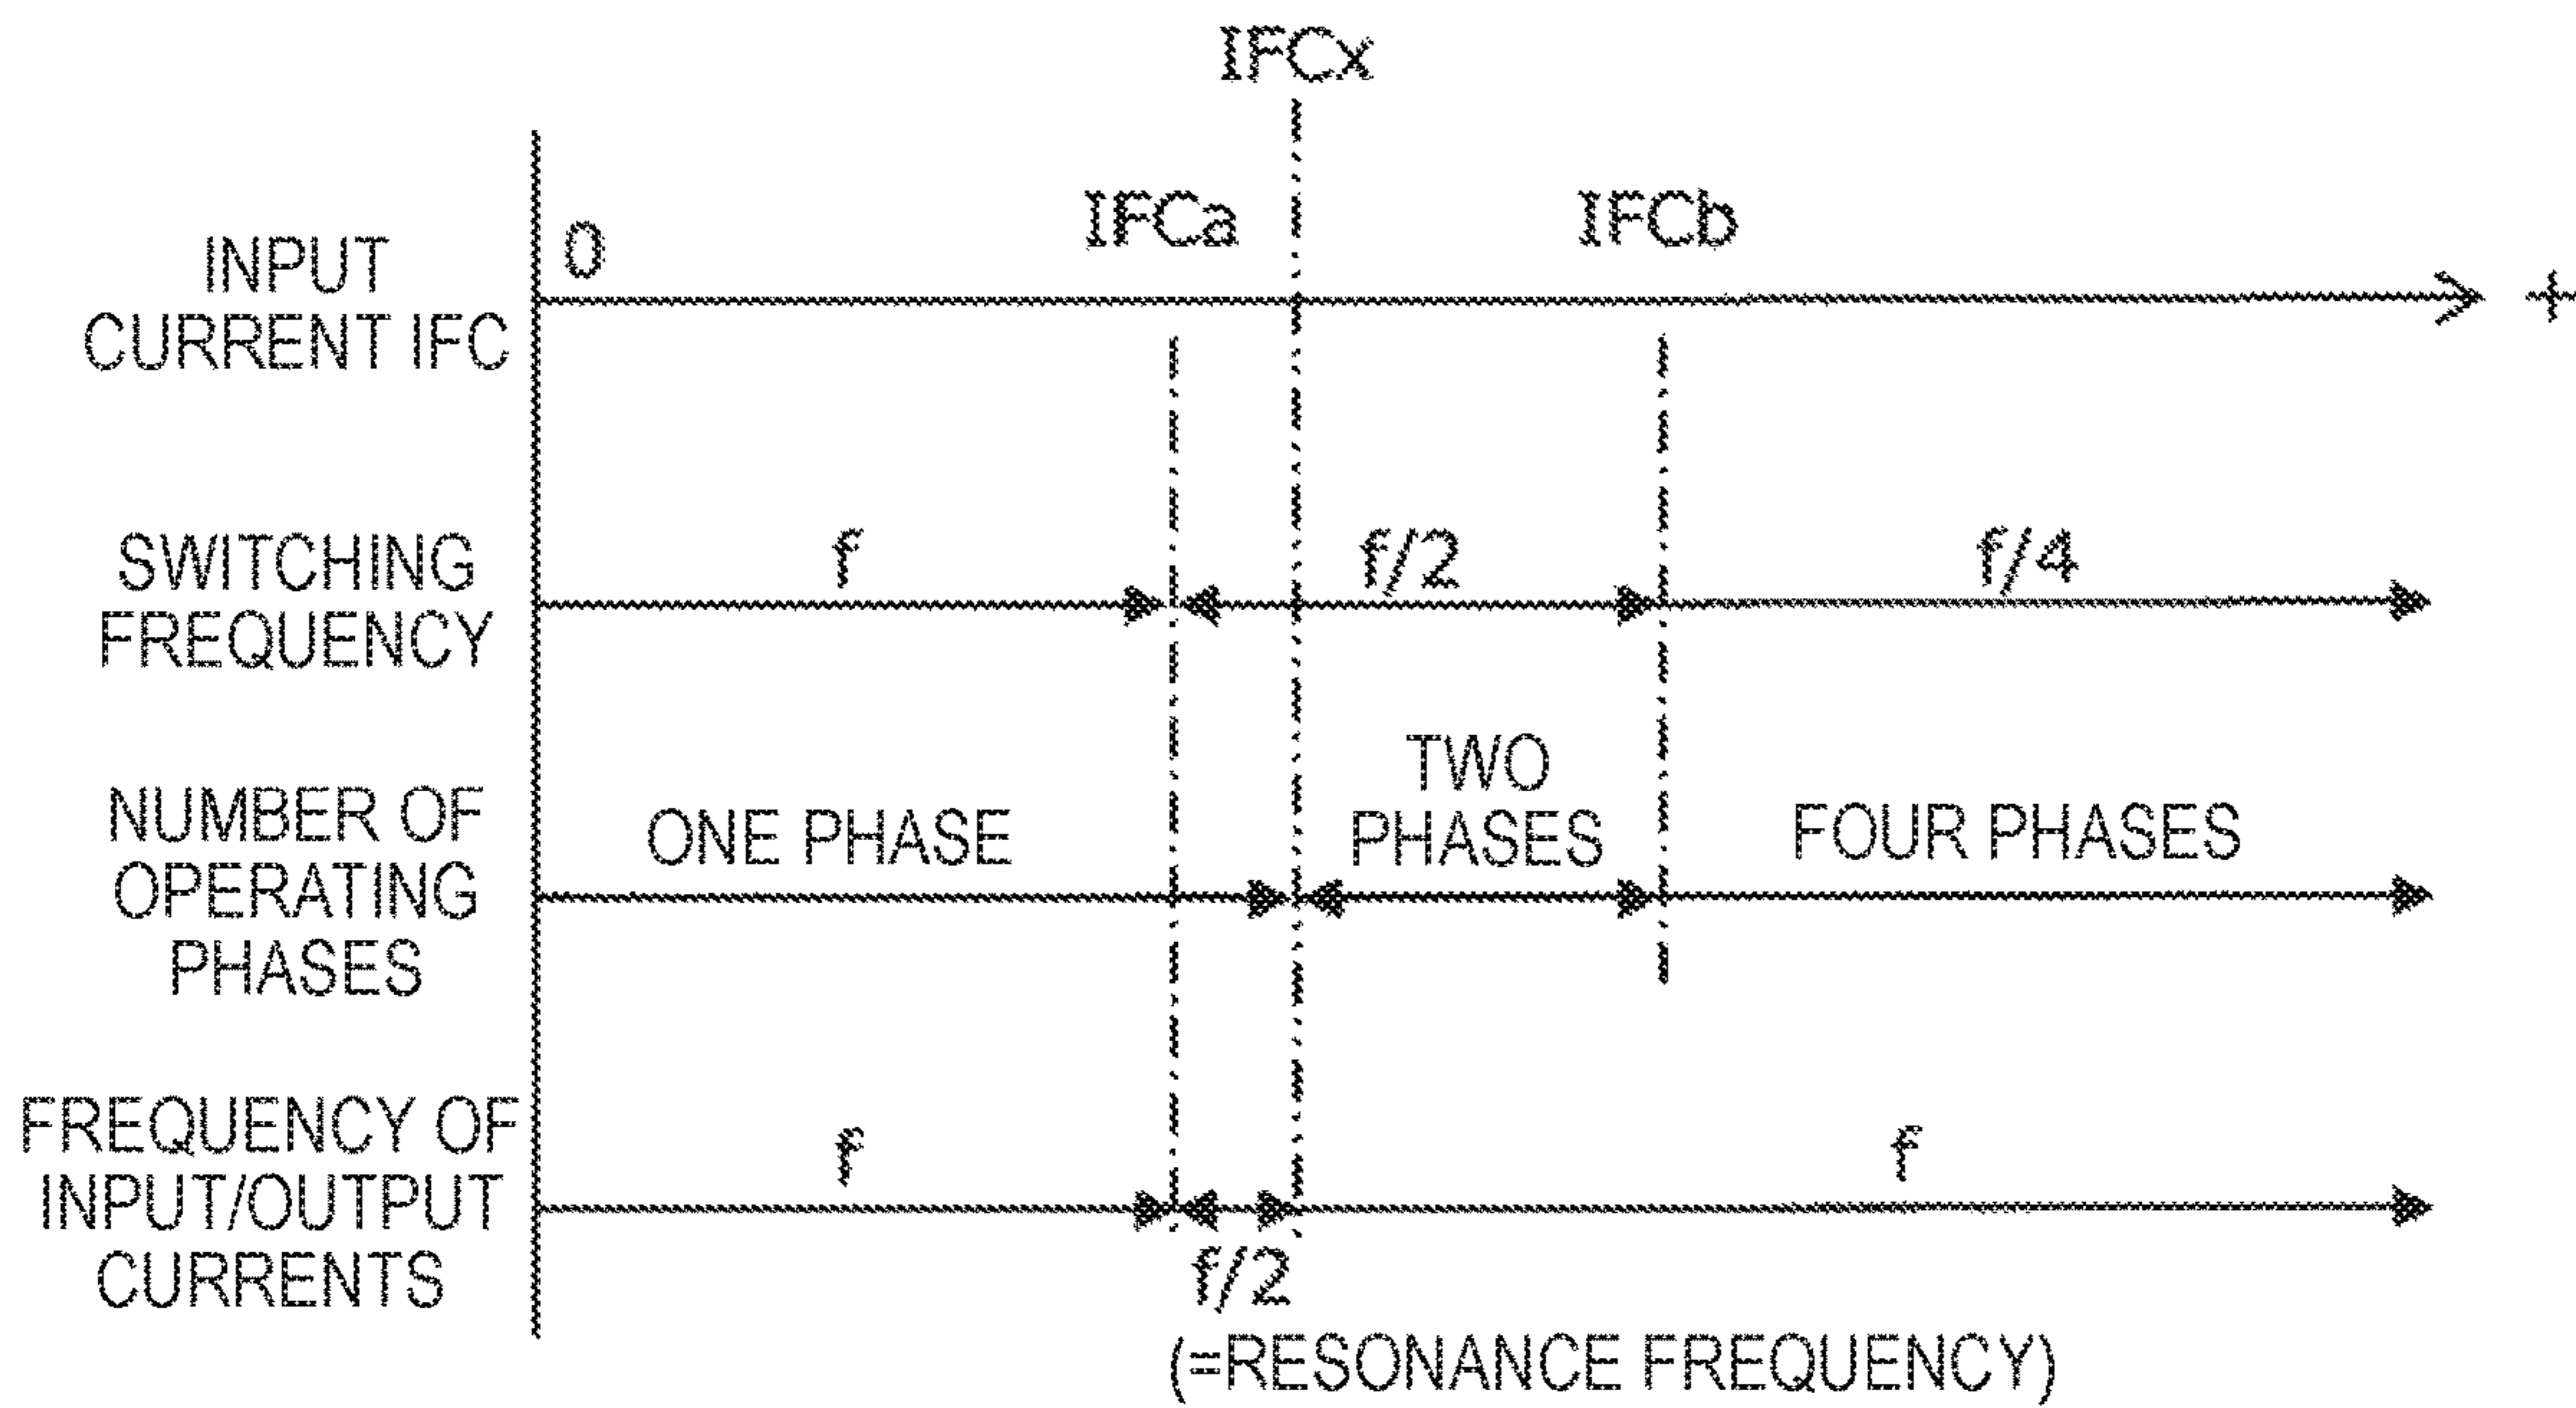 IFCx
IFCa
IFCb
0
INPUT
CURRENT IFC
+
SWITCHING
FREQUENCY
f
f/2
f/4
NUMBER OF
OPERATING
PHASES
ONE PHASE
TWO
PHASES
FOUR PHASES
FREQUENCY OF
INPUT/OUTPUT
CURRENTS
f
f
f/2
(=RESONANCE FREQUENCY)